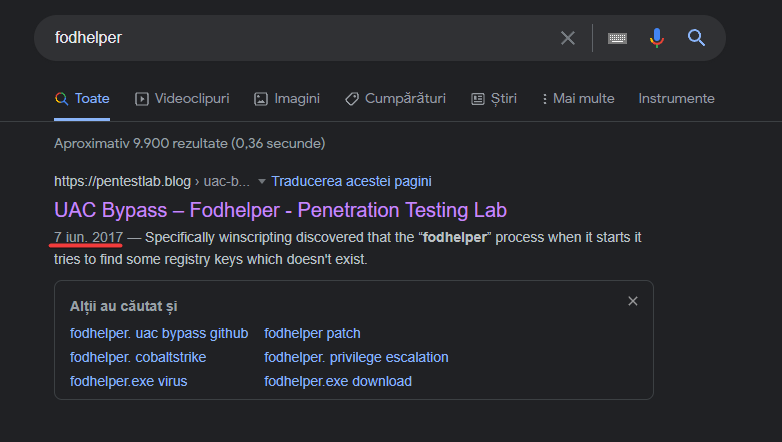 fodhelper
Toate Videoclipuri Imagini Cumpărături Știri Mai multe Instrumente
Aproximativ 9.900 rezultate (0,36 secunde)
https://pentestlab.blog › uac-b... Traducerea acestei pagini
UAC Bypass – Fodhelper - Penetration Testing Lab
7 iun. 2017 — Specifically winscripting discovered that the “fodhelper” process when it starts it
tries to find some registry keys which doesn't exist.
Alții au căutat și
fodhelper. uac bypass github fodhelper patch
fodhelper. cobaltstrike fodhelper. privilege escalation
fodhelper.exe virus fodhelper.exe download